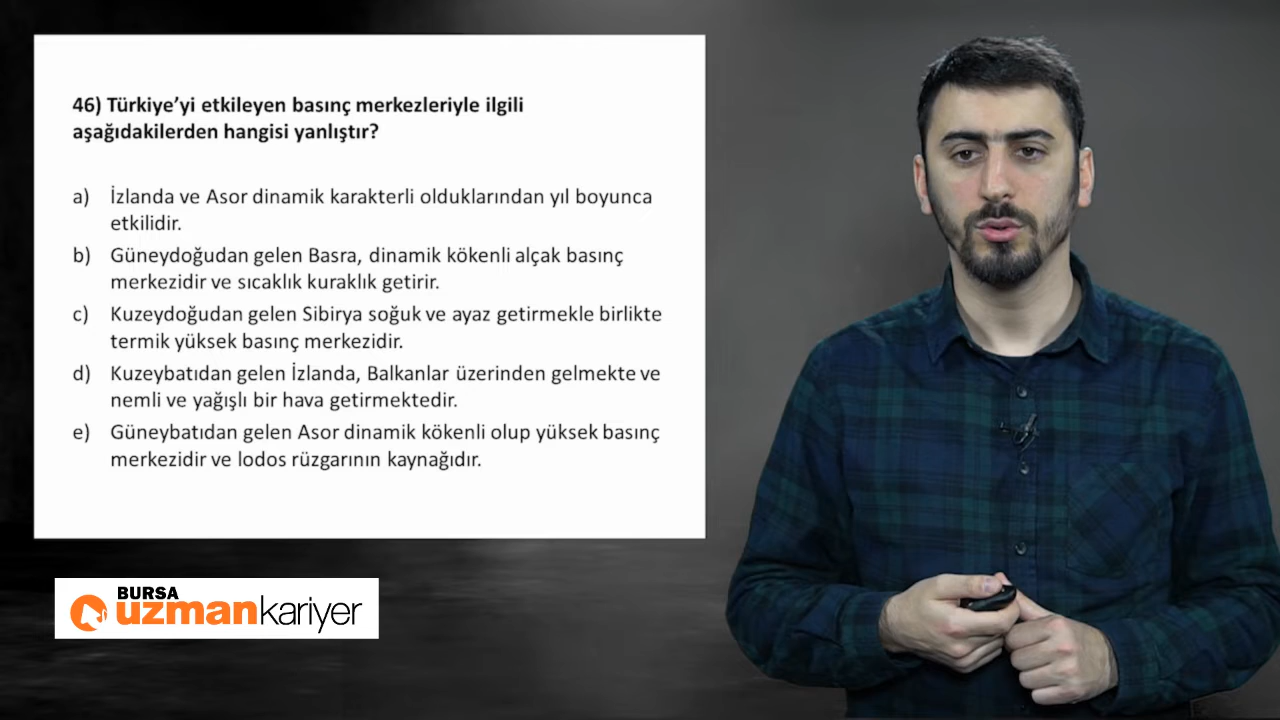 46) Türkiye’yi etkileyen basınç merkezleriyle ilgili
aşağıdakilerden hangisi yanlıştır?
a) İzlanda ve Asor dinamik karakterli olduklarından yıl boyunca
etkilidir.
b) Güneydoğudan gelen Basra, dinamik kökenli alçak basınç
merkezidir ve sıcaklık kuraklık getirir.
c) Kuzeydoğudan gelen Sibirya soğuk ve ayaz getirmekle birlikte
termik yüksek basınç merkezidir.
d) Kuzeybatıdan gelen İzlanda, Balkanlar üzerinden gelmekte ve
nemli ve yağışlı bir hava getirmektedir.
e) Güneybatıdan gelen Asor dinamik kökenli olup yüksek basınç
merkezidir ve lodos rüzgarının kaynağıdır.
BURSA
uzmankariyer